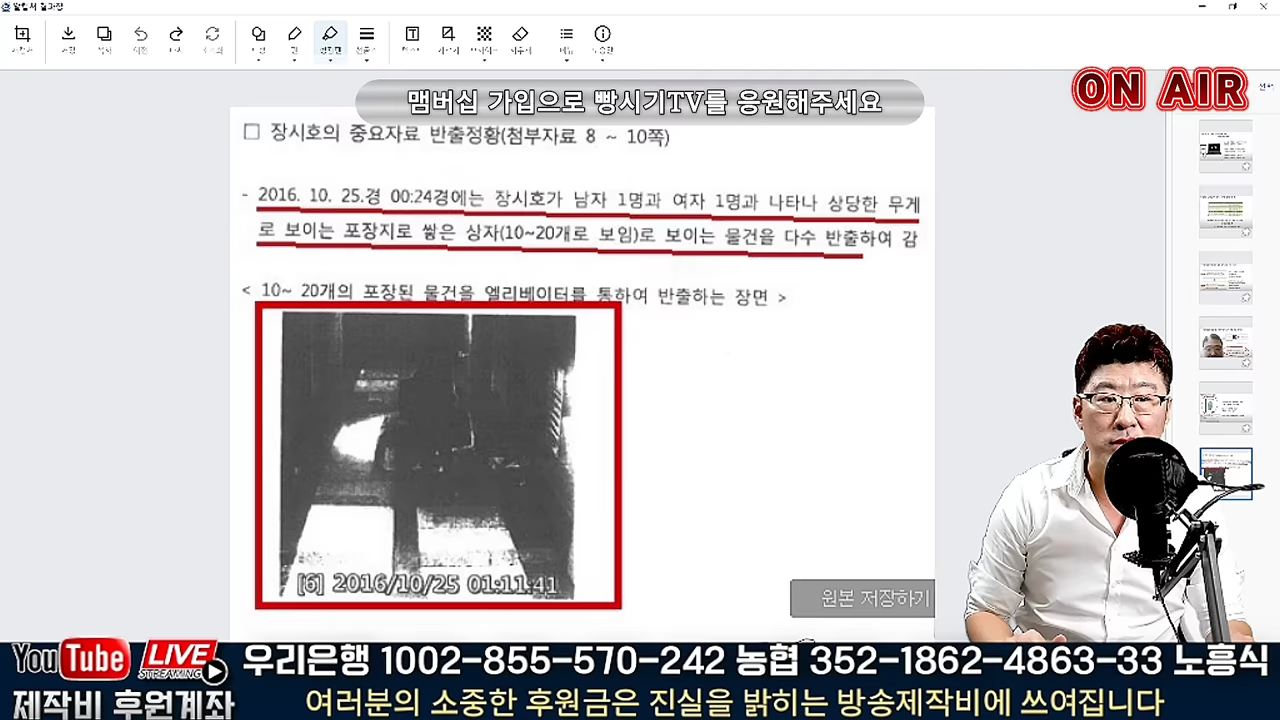 알캡처 결과창
맴버십 가입으로 빵시기TV를 응원해주세요
ON AIR
□ 장시호의 중요자료 반출정황(첨부자료 8 ~ 10쪽)
- 2016. 10. 25.경 00:24경에는 장시호가 남자 1명과 여자 1명과 나타나 상당한 무게
로 보이는 포장지로 쌓은 상자(10~20개로 보임)로 보이는 물건을 다수 반출하여 감
< 10~ 20개의 포장된 물건을 엘리베이터를 통하여 반출하는 장면 >
[6] 2016/10/25 01:11:41
원본 저장하기
YouTube LIVE STREAMING
제작비 후원계좌
우리은행 1002-855-570-242 농협 352-1862-4863-33 노흥식
여러분의 소중한 후원금은 진실을 밝히는 방송제작비에 쓰여집니다